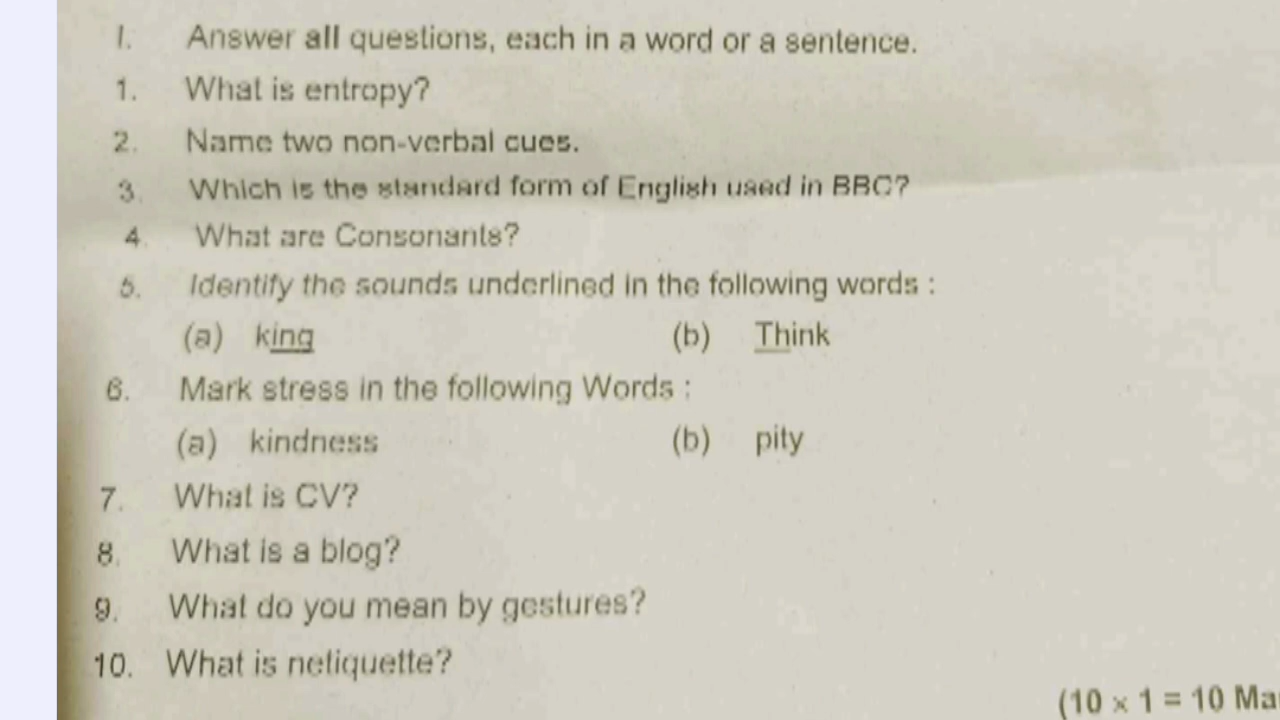 I. Answer all questions, each in a word or a sentence.
1. What is entropy?
2. Name two non-verbal cues.
3. Which is the standard form of English used in BBC?
4. What are Consonants?
5. Identify the sounds underlined in the following words :
(a) king (b) Think
6. Mark stress in the following Words :
(a) kindness (b) pity
7. What is CV?
8. What is a blog?
9. What do you mean by gestures?
10. What is netiquette?
(10 × 1 = 10 Ma